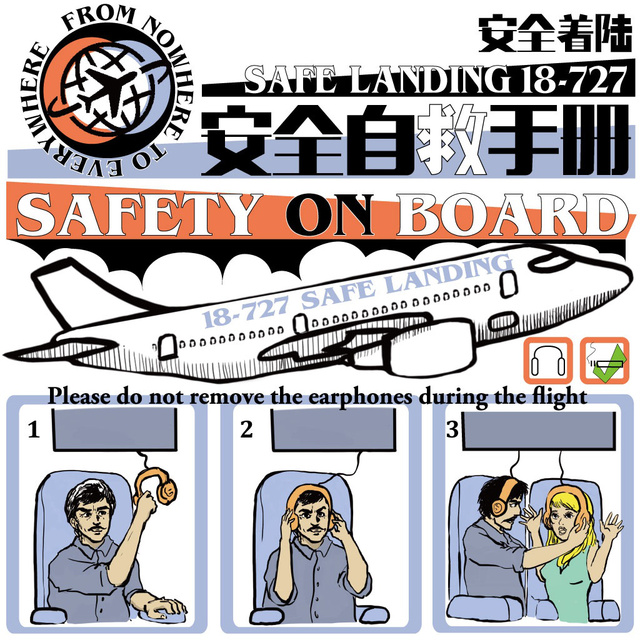 FROM NOWHERE TO EVERYWHERE
安全着陆
SAFE LANDING 18-727
安全自救手册
SAFETY ON BOARD
18-727 SAFE LANDING
Please do not remove the earphones during the flight
1
2
3